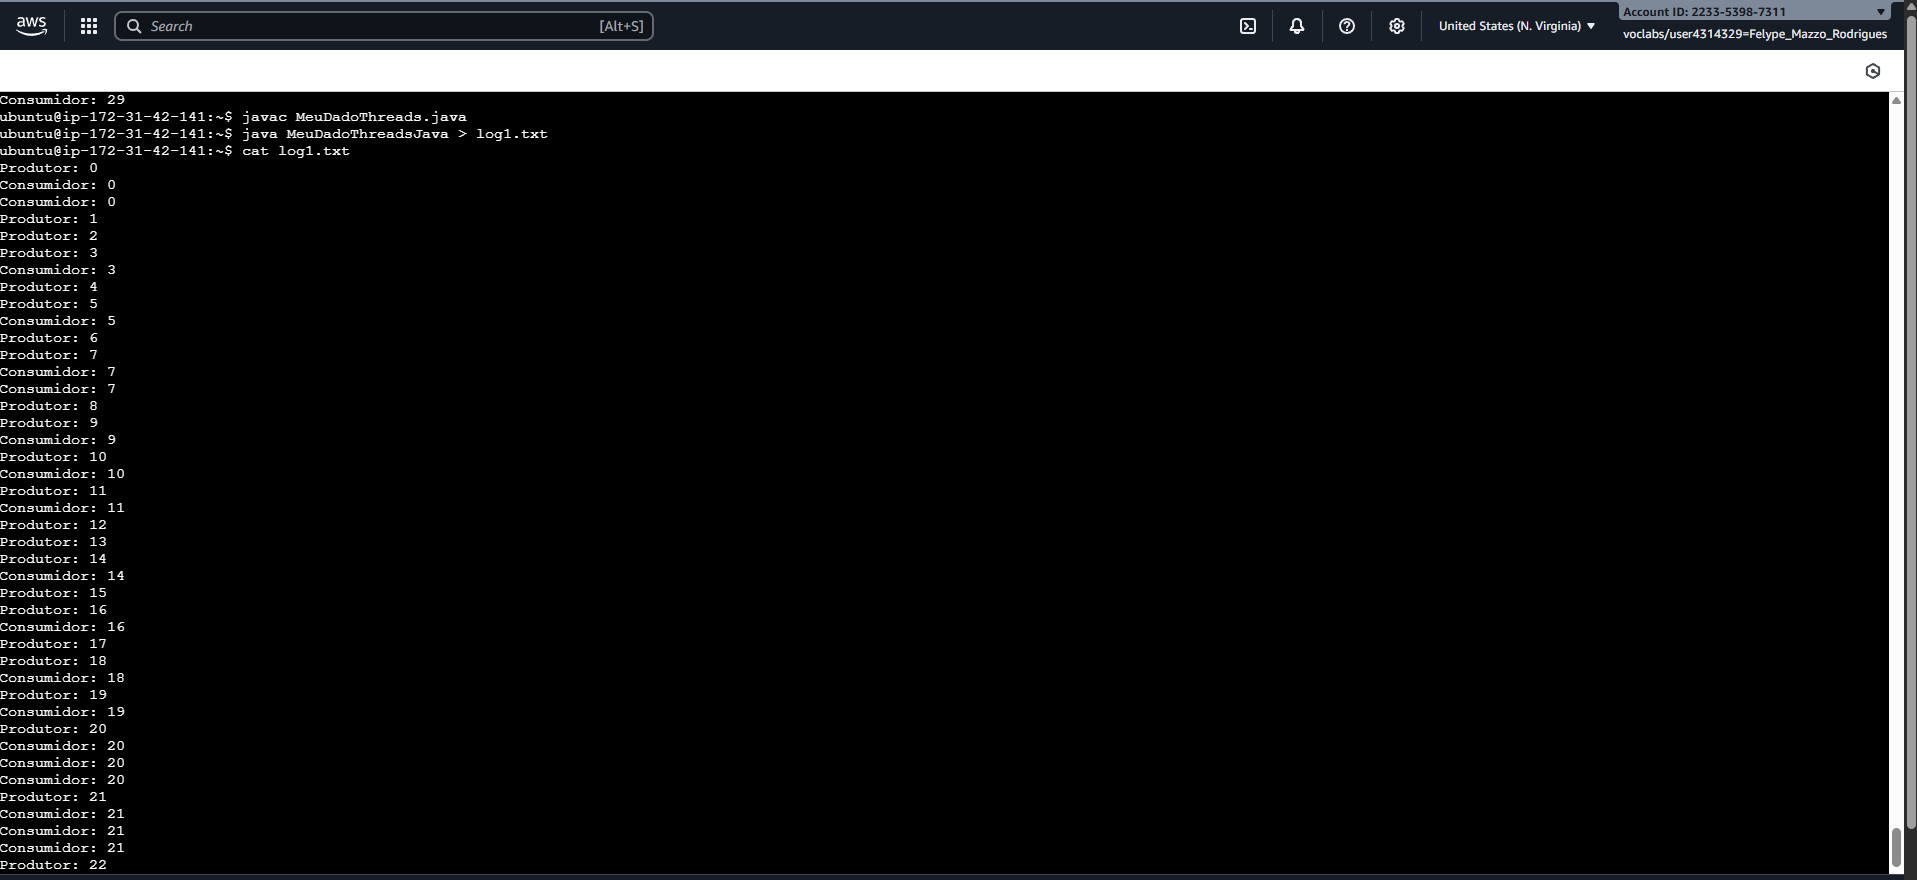 aws
Search
[Alt+S]
United States (N. Virginia)
Account ID: 2233-5398-7311
voclabs/user4314329=Felype_Mazzo_Rodrigues
Consumidor: 29
ubuntu@ip-172-31-42-141:~$ javac MeuDadoThreads.java
ubuntu@ip-172-31-42-141:~$ java MeuDadoThreadsJava > log1.txt
ubuntu@ip-172-31-42-141:~$ cat log1.txt
Produtor: 0
Consumidor: 0
Consumidor: 0
Produtor: 1
Produtor: 2
Produtor: 3
Consumidor: 3
Produtor: 4
Produtor: 5
Consumidor: 5
Produtor: 6
Produtor: 7
Consumidor: 7
Consumidor: 7
Produtor: 8
Produtor: 9
Consumidor: 9
Produtor: 10
Consumidor: 10
Produtor: 11
Consumidor: 11
Produtor: 12
Produtor: 13
Produtor: 14
Consumidor: 14
Produtor: 15
Produtor: 16
Consumidor: 16
Produtor: 17
Produtor: 18
Consumidor: 18
Produtor: 19
Consumidor: 19
Produtor: 20
Consumidor: 20
Consumidor: 20
Consumidor: 20
Produtor: 21
Consumidor: 21
Consumidor: 21
Consumidor: 21
Produtor: 22